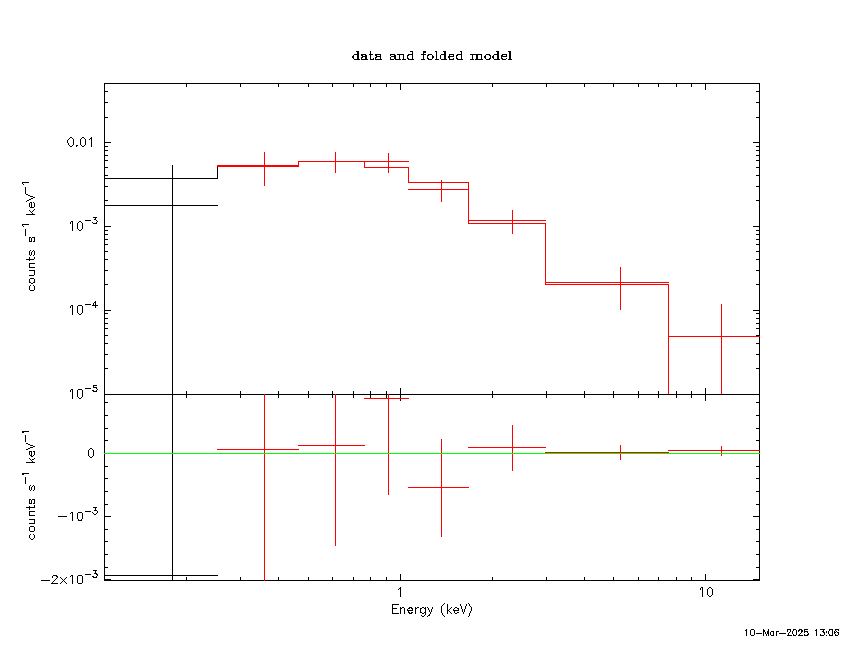 data and folded model
counts s⁻¹ keV⁻¹
0.01
10⁻³
10⁻⁴
10⁻⁵
counts s⁻¹ keV⁻¹
0
−10⁻³
−2×10⁻³
1 10
Energy (keV)
10−Mar−2025 13:06